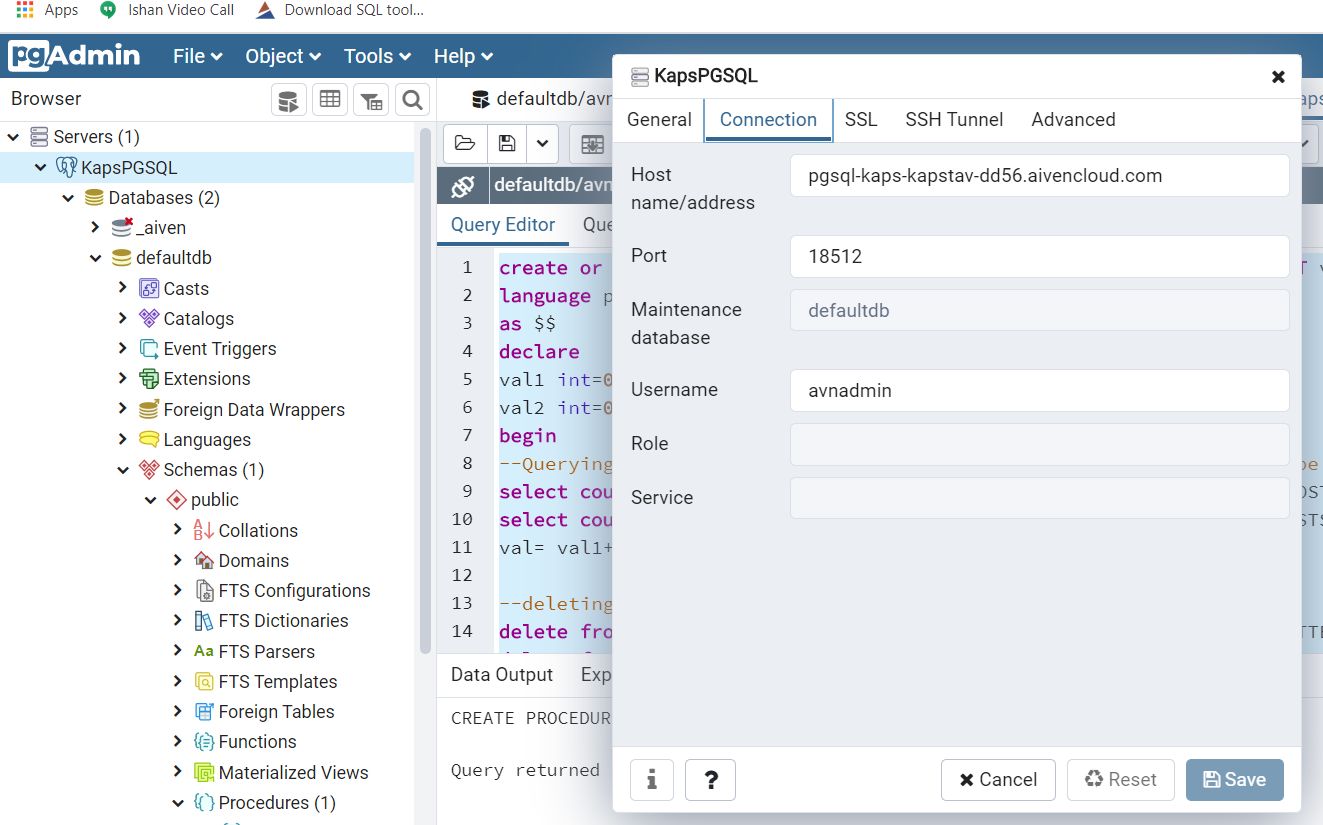 Apps Ishan Video Call Download SQL tool...
pgAdmin File Object Tools Help
Browser
defaultdb/avn
Servers (1)
KapsPGSQL
Databases (2)
_aiven
defaultdb
Casts
Catalogs
Event Triggers
Extensions
Foreign Data Wrappers
Languages
Schemas (1)
public
Collations
Domains
FTS Configurations
FTS Dictionaries
FTS Parsers
FTS Templates
Foreign Tables
Functions
Materialized Views
Procedures (1)
defaultdb/avn
Query Editor
1 create or
2 language p
3 as $$
4 declare
5 val1 int=0
6 val2 int=0
7 begin
8 --Querying
9 select cou
10 select cou
11 val= val1+
12
13 --deleting
14 delete fro
Data Output Exp
CREATE PROCEDUR
Query returned
KapsPGSQL
General Connection SSL SSH Tunnel Advanced
Host name/address pgsql-kaps-kapstav-dd56.aivencloud.com
Port 18512
Maintenance database defaultdb
Username avnadmin
Role
Service
i ? Cancel Reset Save